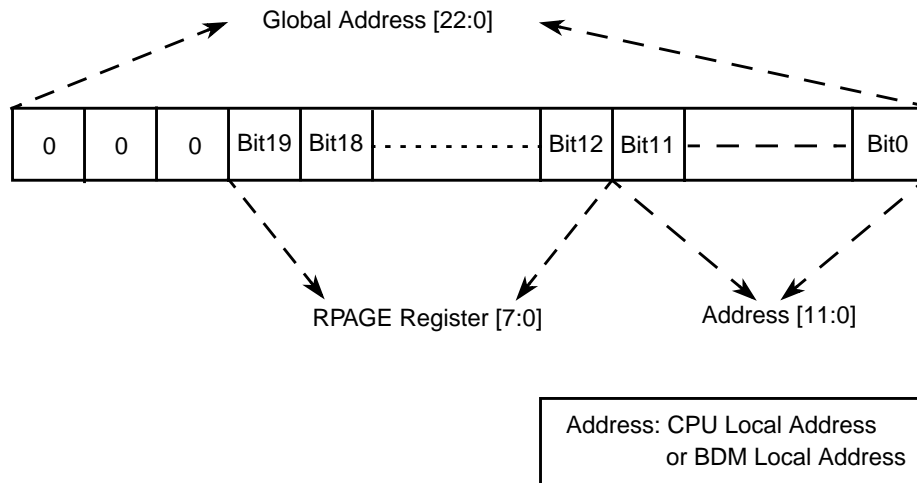 Global Address [22:0]
0 0 0 Bit19 Bit18 Bit12 Bit11 Bit0
RPAGE Register [7:0] Address [11:0]
Address: CPU Local Address
or BDM Local Address